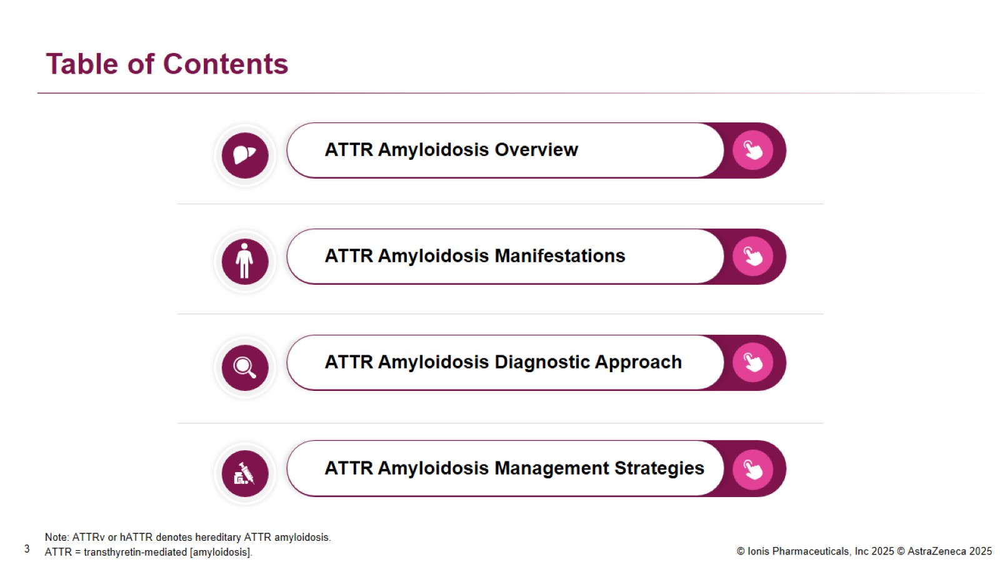 Table of Contents
ATTR Amyloidosis Overview
ATTR Amyloidosis Manifestations
ATTR Amyloidosis Diagnostic Approach
ATTR Amyloidosis Management Strategies
Note: ATTRv or hATTR denotes hereditary ATTR amyloidosis.
ATTR = transthyretin-mediated [amyloidosis].
3
© Ionis Pharmaceuticals, Inc 2025 © AstraZeneca 2025